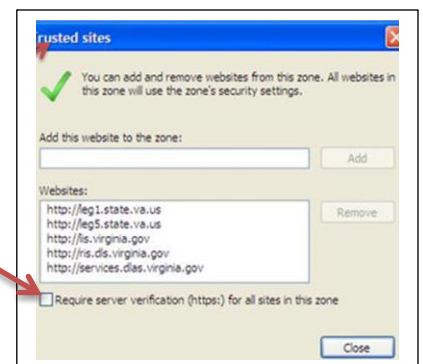 rusted sites
You can add and remove websites from this zone. All websites in
this zone will use the zone's security settings.
Add this website to the zone:
Add
Websites:
http://leg1.state.va.us
http://leg5.state.va.us
http://lis.virginia.gov
http://ris.dls.virginia.gov
http://services.dlas.virginia.gov
Remove
Require server verification (https:) for all sites in this zone
Close